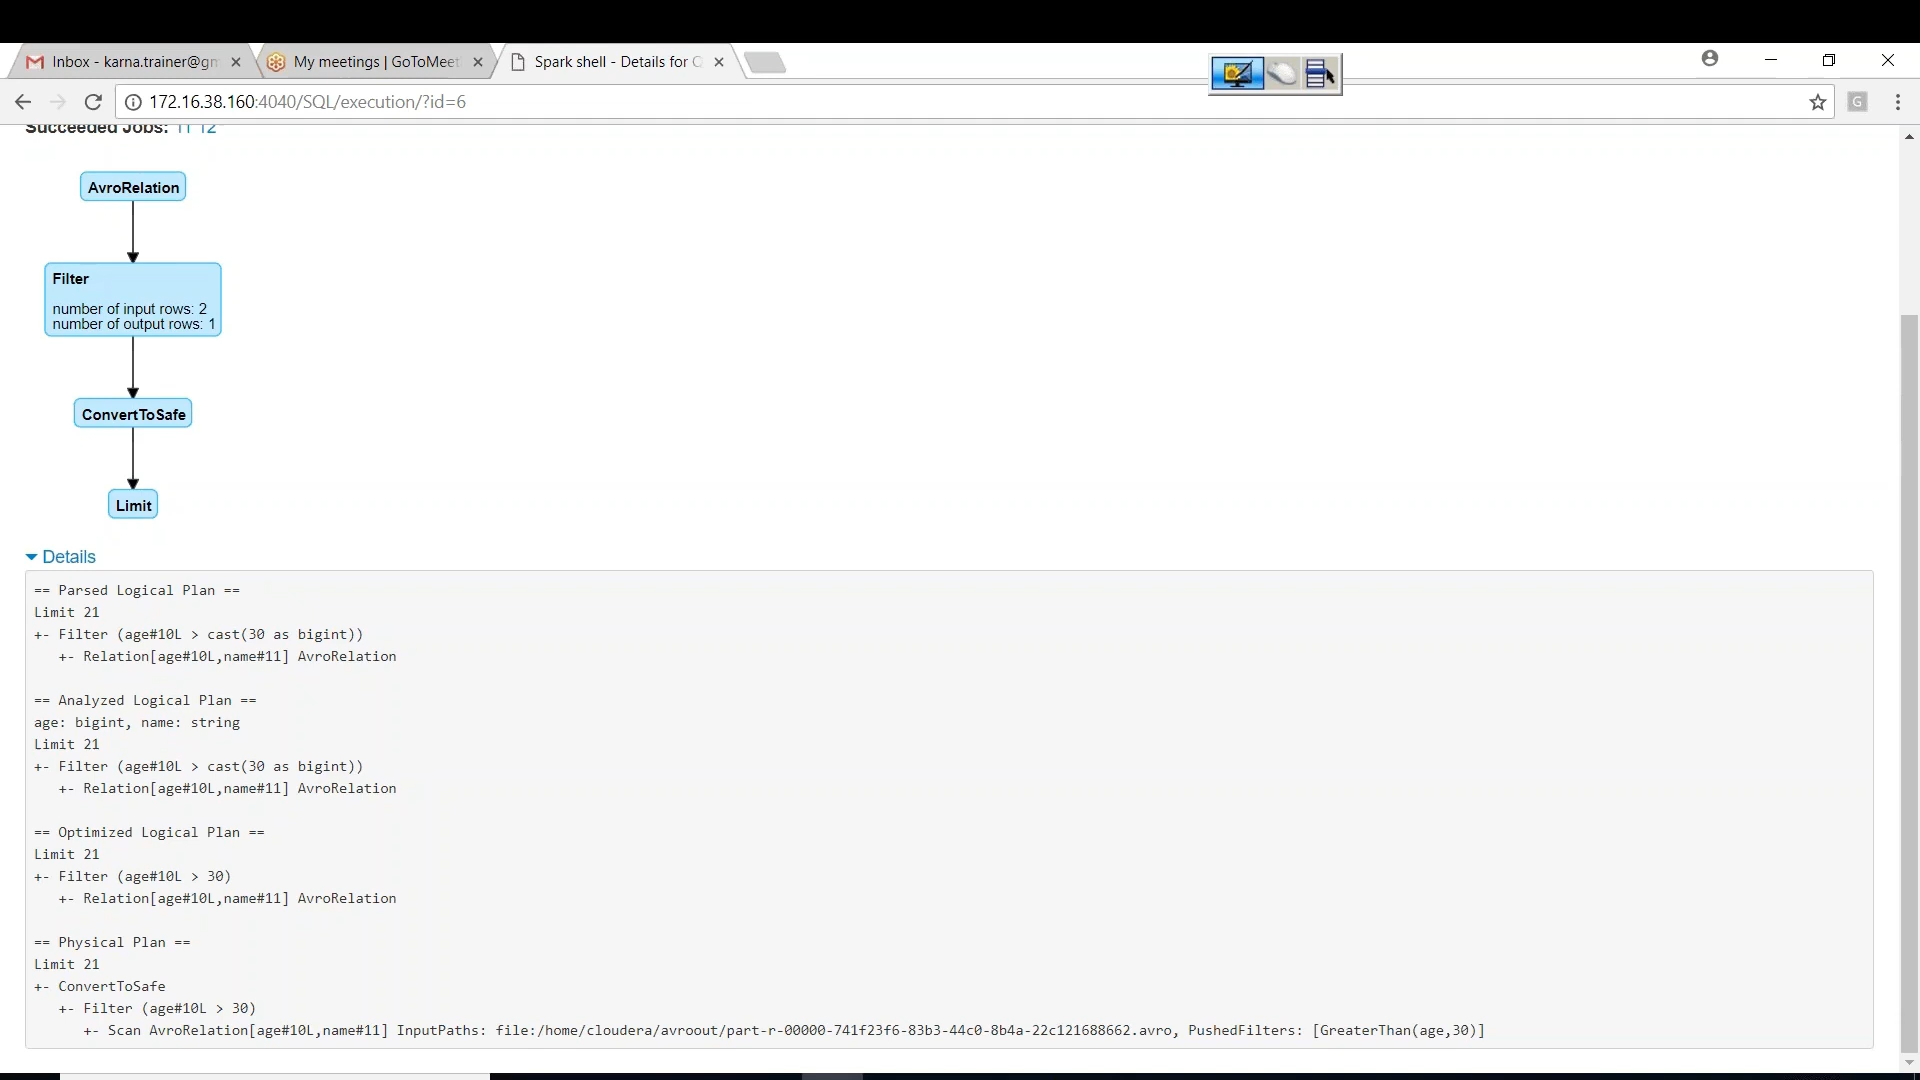 Inbox - karna.trainer@gm
My meetings | GoToMeet
Spark shell - Details for Q
172.16.38.160:4040/SQL/execution/?id=6
G
Succeeded Jobs: 11 12
AvroRelation
Filter
number of input rows: 2
number of output rows: 1
ConvertToSafe
Limit
Details
== Parsed Logical Plan ==
Limit 21
+- Filter (age#10L > cast(30 as bigint))
   +- Relation[age#10L,name#11] AvroRelation
== Analyzed Logical Plan ==
age: bigint, name: string
Limit 21
+- Filter (age#10L > cast(30 as bigint))
   +- Relation[age#10L,name#11] AvroRelation
== Optimized Logical Plan ==
Limit 21
+- Filter (age#10L > 30)
   +- Relation[age#10L,name#11] AvroRelation
== Physical Plan ==
Limit 21
+- ConvertToSafe
   +- Filter (age#10L > 30)
      +- Scan AvroRelation[age#10L,name#11] InputPaths: file:/home/cloudera/avroout/part-r-00000-741f23f6-83b3-44c0-8b4a-22c121688662.avro, PushedFilters: [GreaterThan(age,30)]